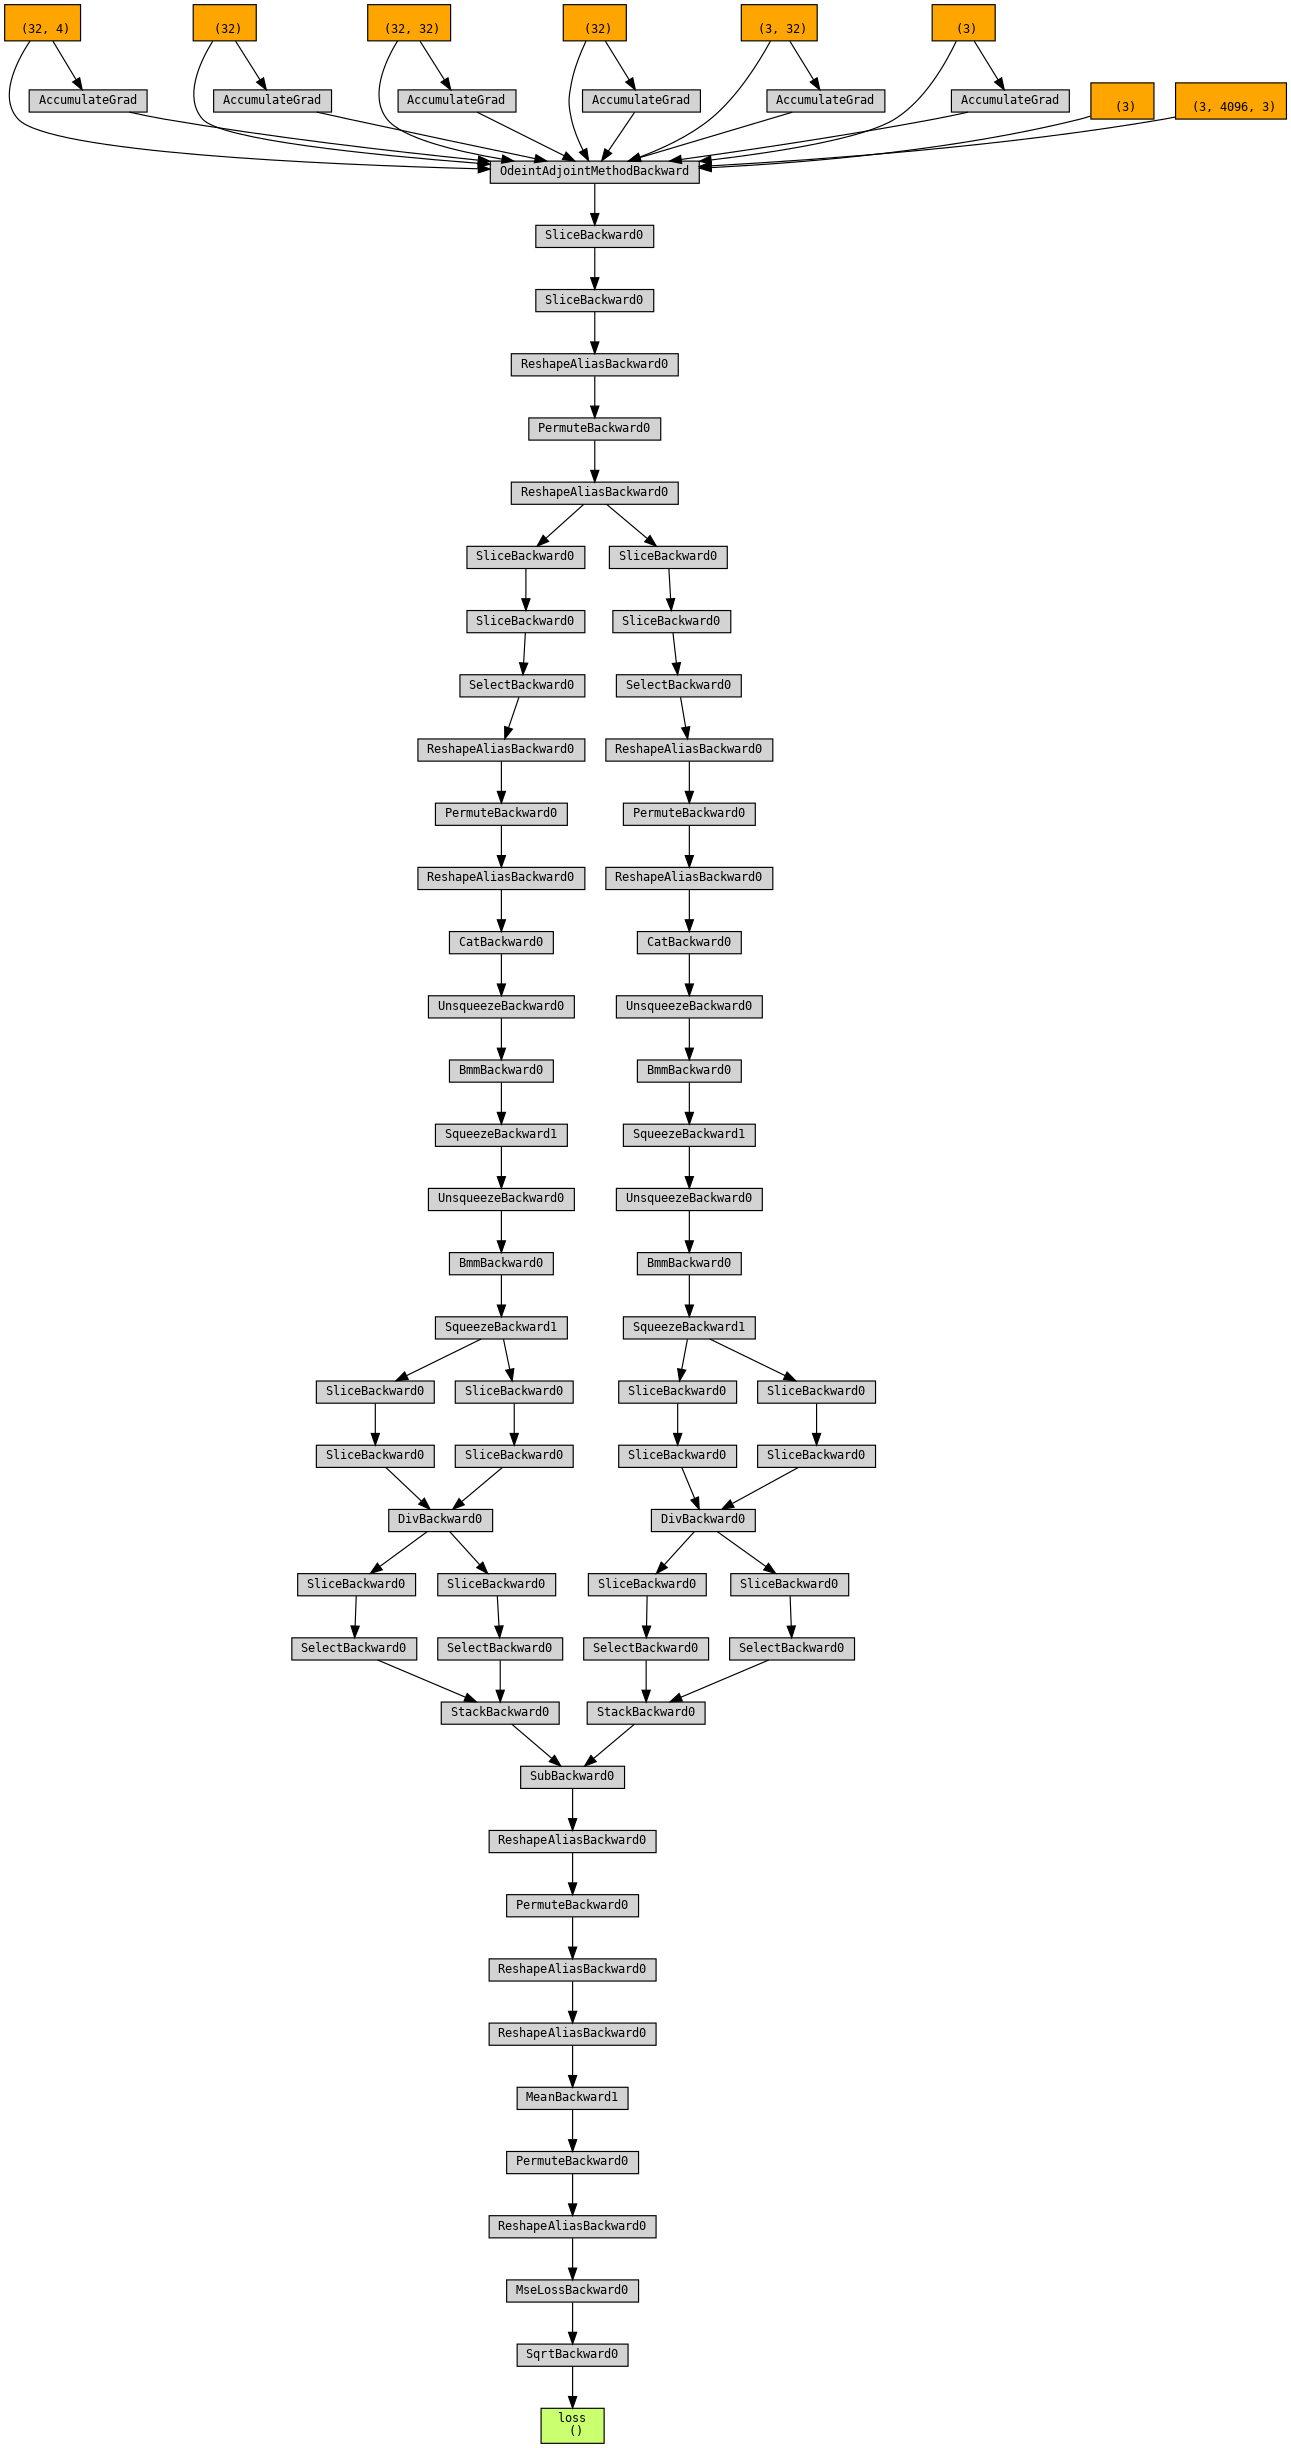 (32, 4)
(32)
(32, 32)
(32)
(3, 32)
(3)
AccumulateGrad
AccumulateGrad
AccumulateGrad
AccumulateGrad
AccumulateGrad
AccumulateGrad
(3)
(3, 4096, 3)
OdeintAdjointMethodBackward
SliceBackward0
SliceBackward0
ReshapeAliasBackward0
PermuteBackward0
ReshapeAliasBackward0
SliceBackward0
SliceBackward0
SliceBackward0
SliceBackward0
SelectBackward0
SelectBackward0
ReshapeAliasBackward0
ReshapeAliasBackward0
PermuteBackward0
PermuteBackward0
ReshapeAliasBackward0
ReshapeAliasBackward0
CatBackward0
CatBackward0
UnsqueezeBackward0
UnsqueezeBackward0
BmmBackward0
BmmBackward0
SqueezeBackward1
SqueezeBackward1
UnsqueezeBackward0
UnsqueezeBackward0
BmmBackward0
BmmBackward0
SqueezeBackward1
SqueezeBackward1
SliceBackward0
SliceBackward0
SliceBackward0
SliceBackward0
SliceBackward0
SliceBackward0
SliceBackward0
SliceBackward0
DivBackward0
DivBackward0
SliceBackward0
SliceBackward0
SliceBackward0
SliceBackward0
SelectBackward0
SelectBackward0
SelectBackward0
SelectBackward0
StackBackward0
StackBackward0
SubBackward0
ReshapeAliasBackward0
PermuteBackward0
ReshapeAliasBackward0
ReshapeAliasBackward0
MeanBackward1
PermuteBackward0
ReshapeAliasBackward0
MseLossBackward0
SqrtBackward0
loss
()